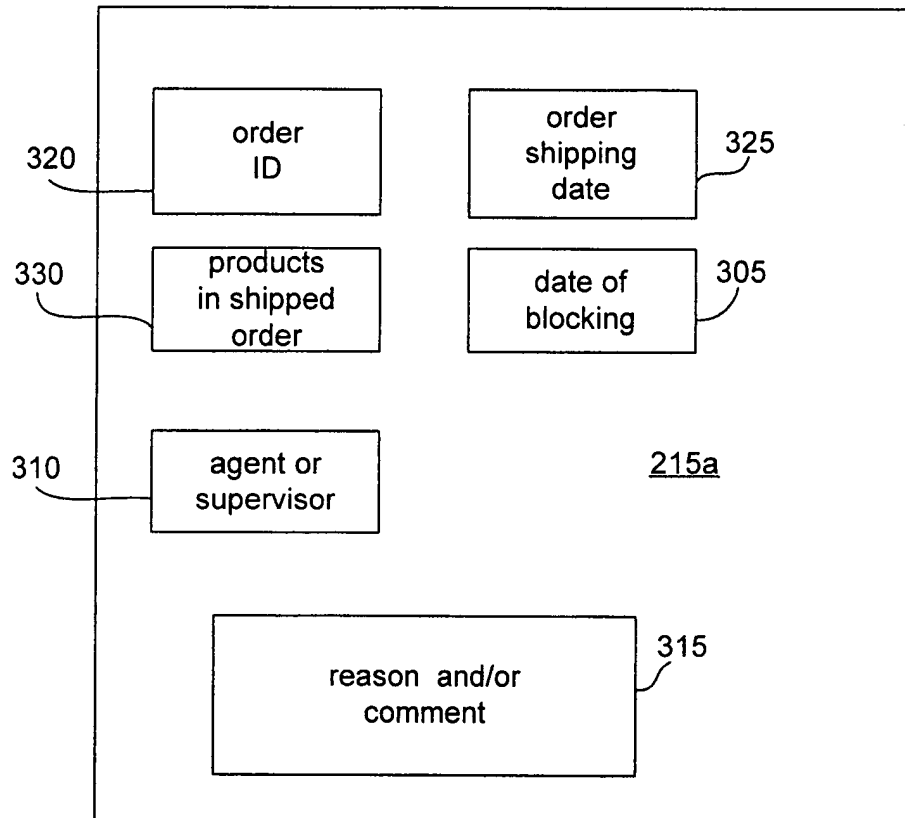 order
ID
320
order
shipping
date
325
products
in shipped
order
330
date of
blocking
305
agent or
supervisor
310
215a
reason and/or
comment
315